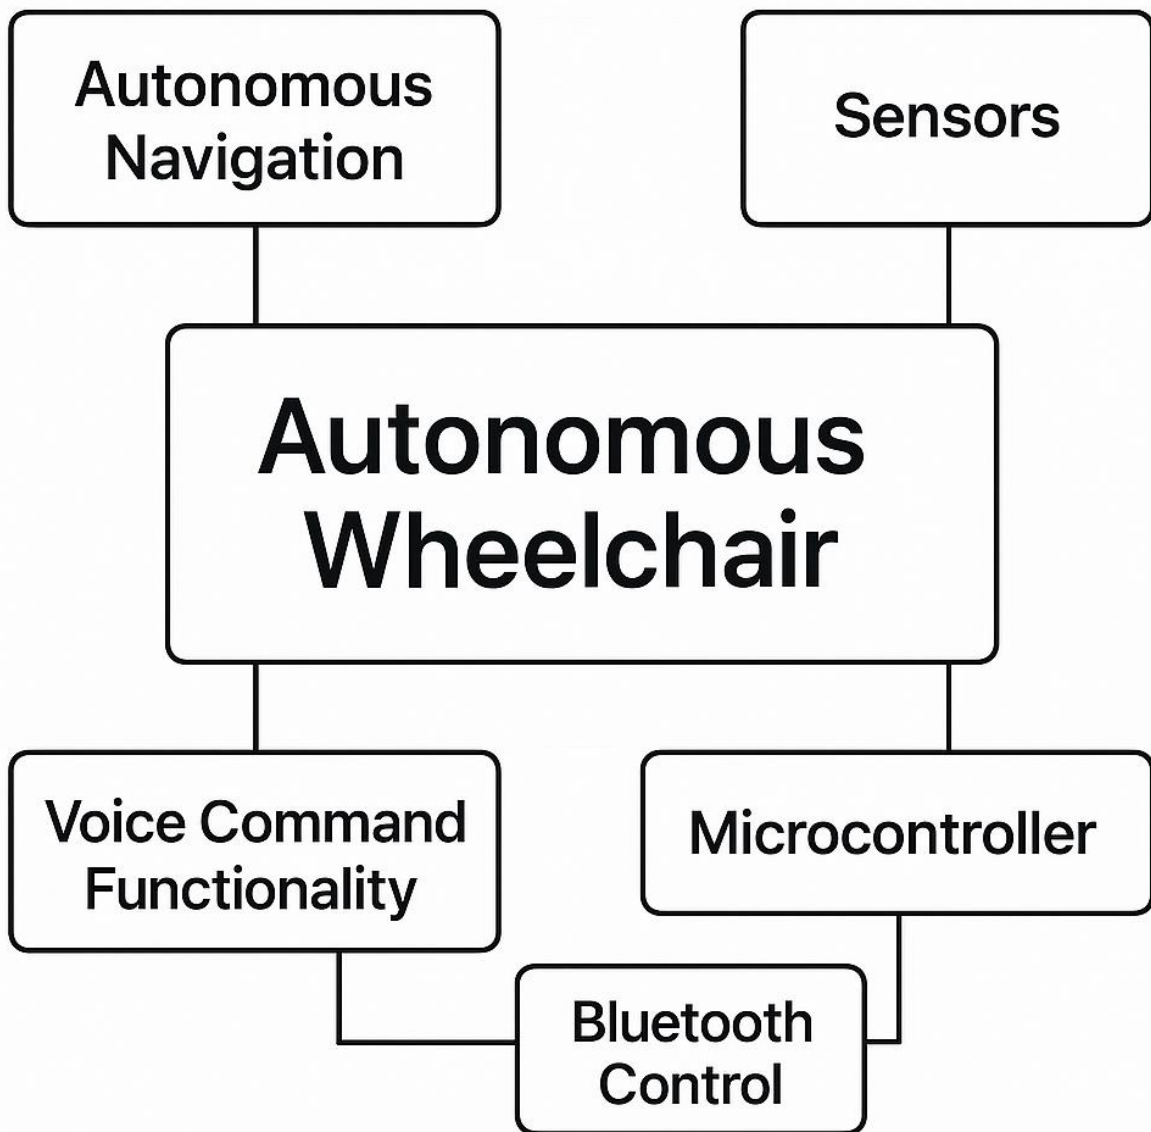 Autonomous
Navigation
Sensors
Autonomous
Wheelchair
Voice Command
Functionality
Microcontroller
Bluetooth
Control